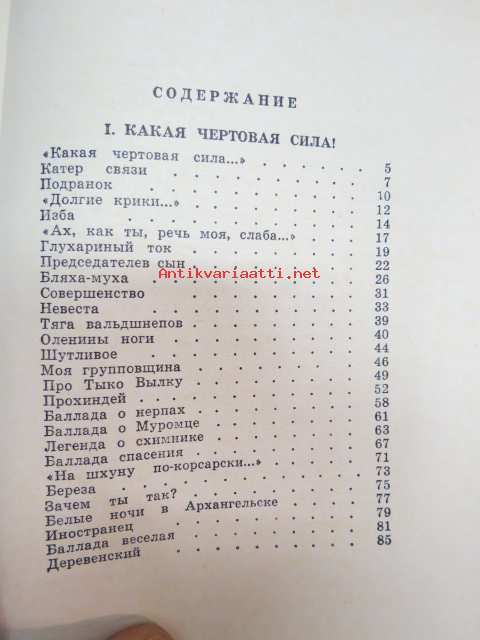 СОДЕРЖАНИЕ
I. КАКАЯ ЧЕРТОВАЯ СИЛА!
«Какая чертовая сила...» . . . . . . 5
Катер связи . . . . . . 7
Подранок . . . . . . 10
«Долгие крики...» . . . . . . 12
Изба . . . . . . 14
«Ах, как ты, речь моя, слаба...» . . . 17
Глухариный ток . . . . . . 19
Председателев сын . . . . . . 22
Antikvariaatti.net
Бляха-муха . . . . . . 26
Совершенство . . . . . . 31
Невеста . . . . . . 33
Тяга вальдшнепов . . . . . . 39
Оленины ноги . . . . . . 40
Шутливое . . . . . . 44
Моя групповщина . . . . . . 46
Про Тыко Вылку . . . . . . 49
Прохиндей . . . . . . 52
Баллада о нерпах . . . . . . 58
Баллада о Муромце . . . . . . 61
Легенда о схимнике . . . . . . 63
Баллада спасения . . . . . . 67
«На шхуну по-корсарски...» . . . . . 71
Береза . . . . . . 73
Зачем ты так? . . . . . . 75
Белые ночи в Архангельске . . . . 77
Иностранец . . . . . . 79
Баллада веселая . . . . . . 81
Деревенский . . . . . . 85